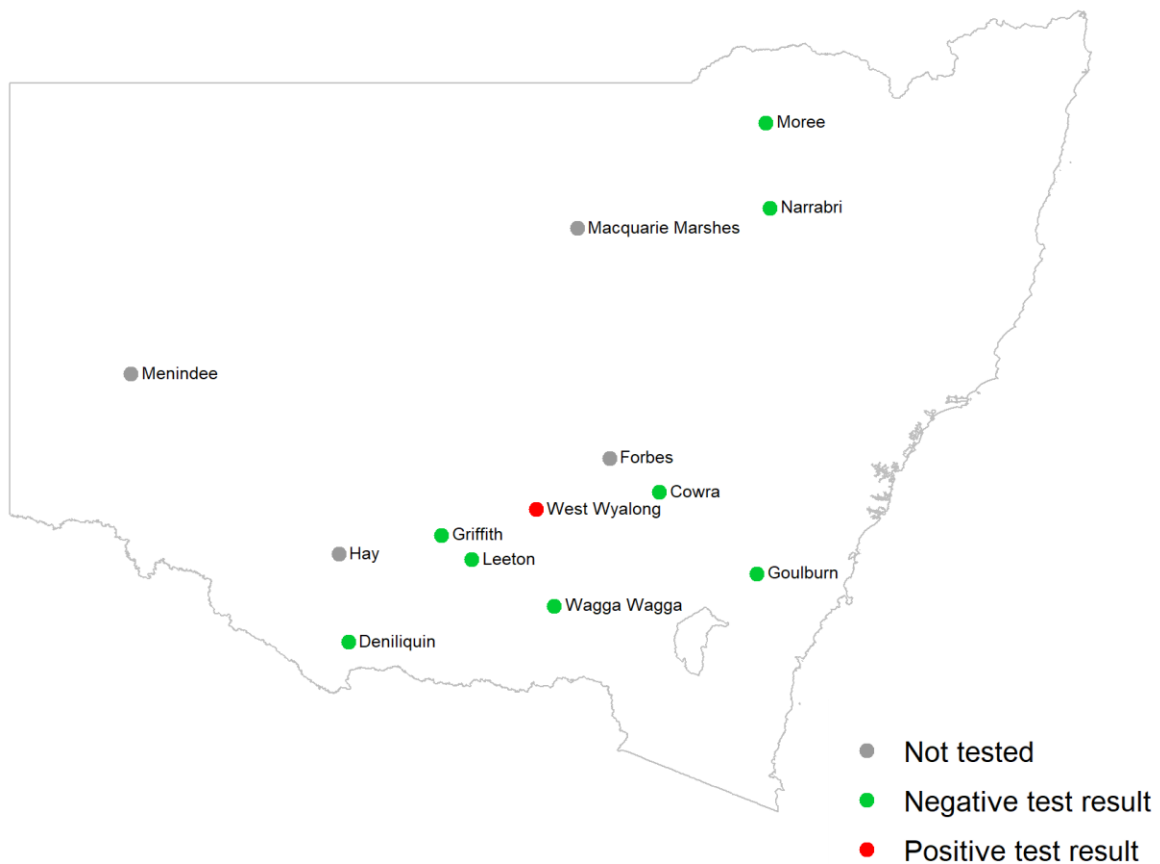 Moree
Narrabri
Macquarie Marshes
Menindee
Forbes
Cowra
West Wyalong
Griffith
Hay
Leeton
Goulburn
Wagga Wagga
Deniliquin
Not tested
Negative test result
Positive test result